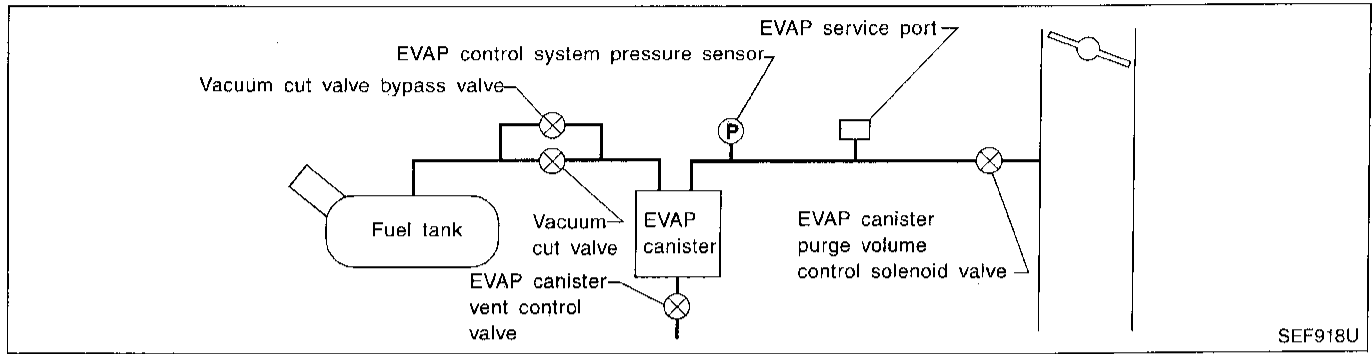 EVAP service port
EVAP control system pressure sensor
Vacuum cut valve bypass valve
P
Fuel tank
Vacuum
cut valve
EVAP
canister
EVAP canister
purge volume
control solenoid valve
EVAP canister
vent control
valve
SEF918U